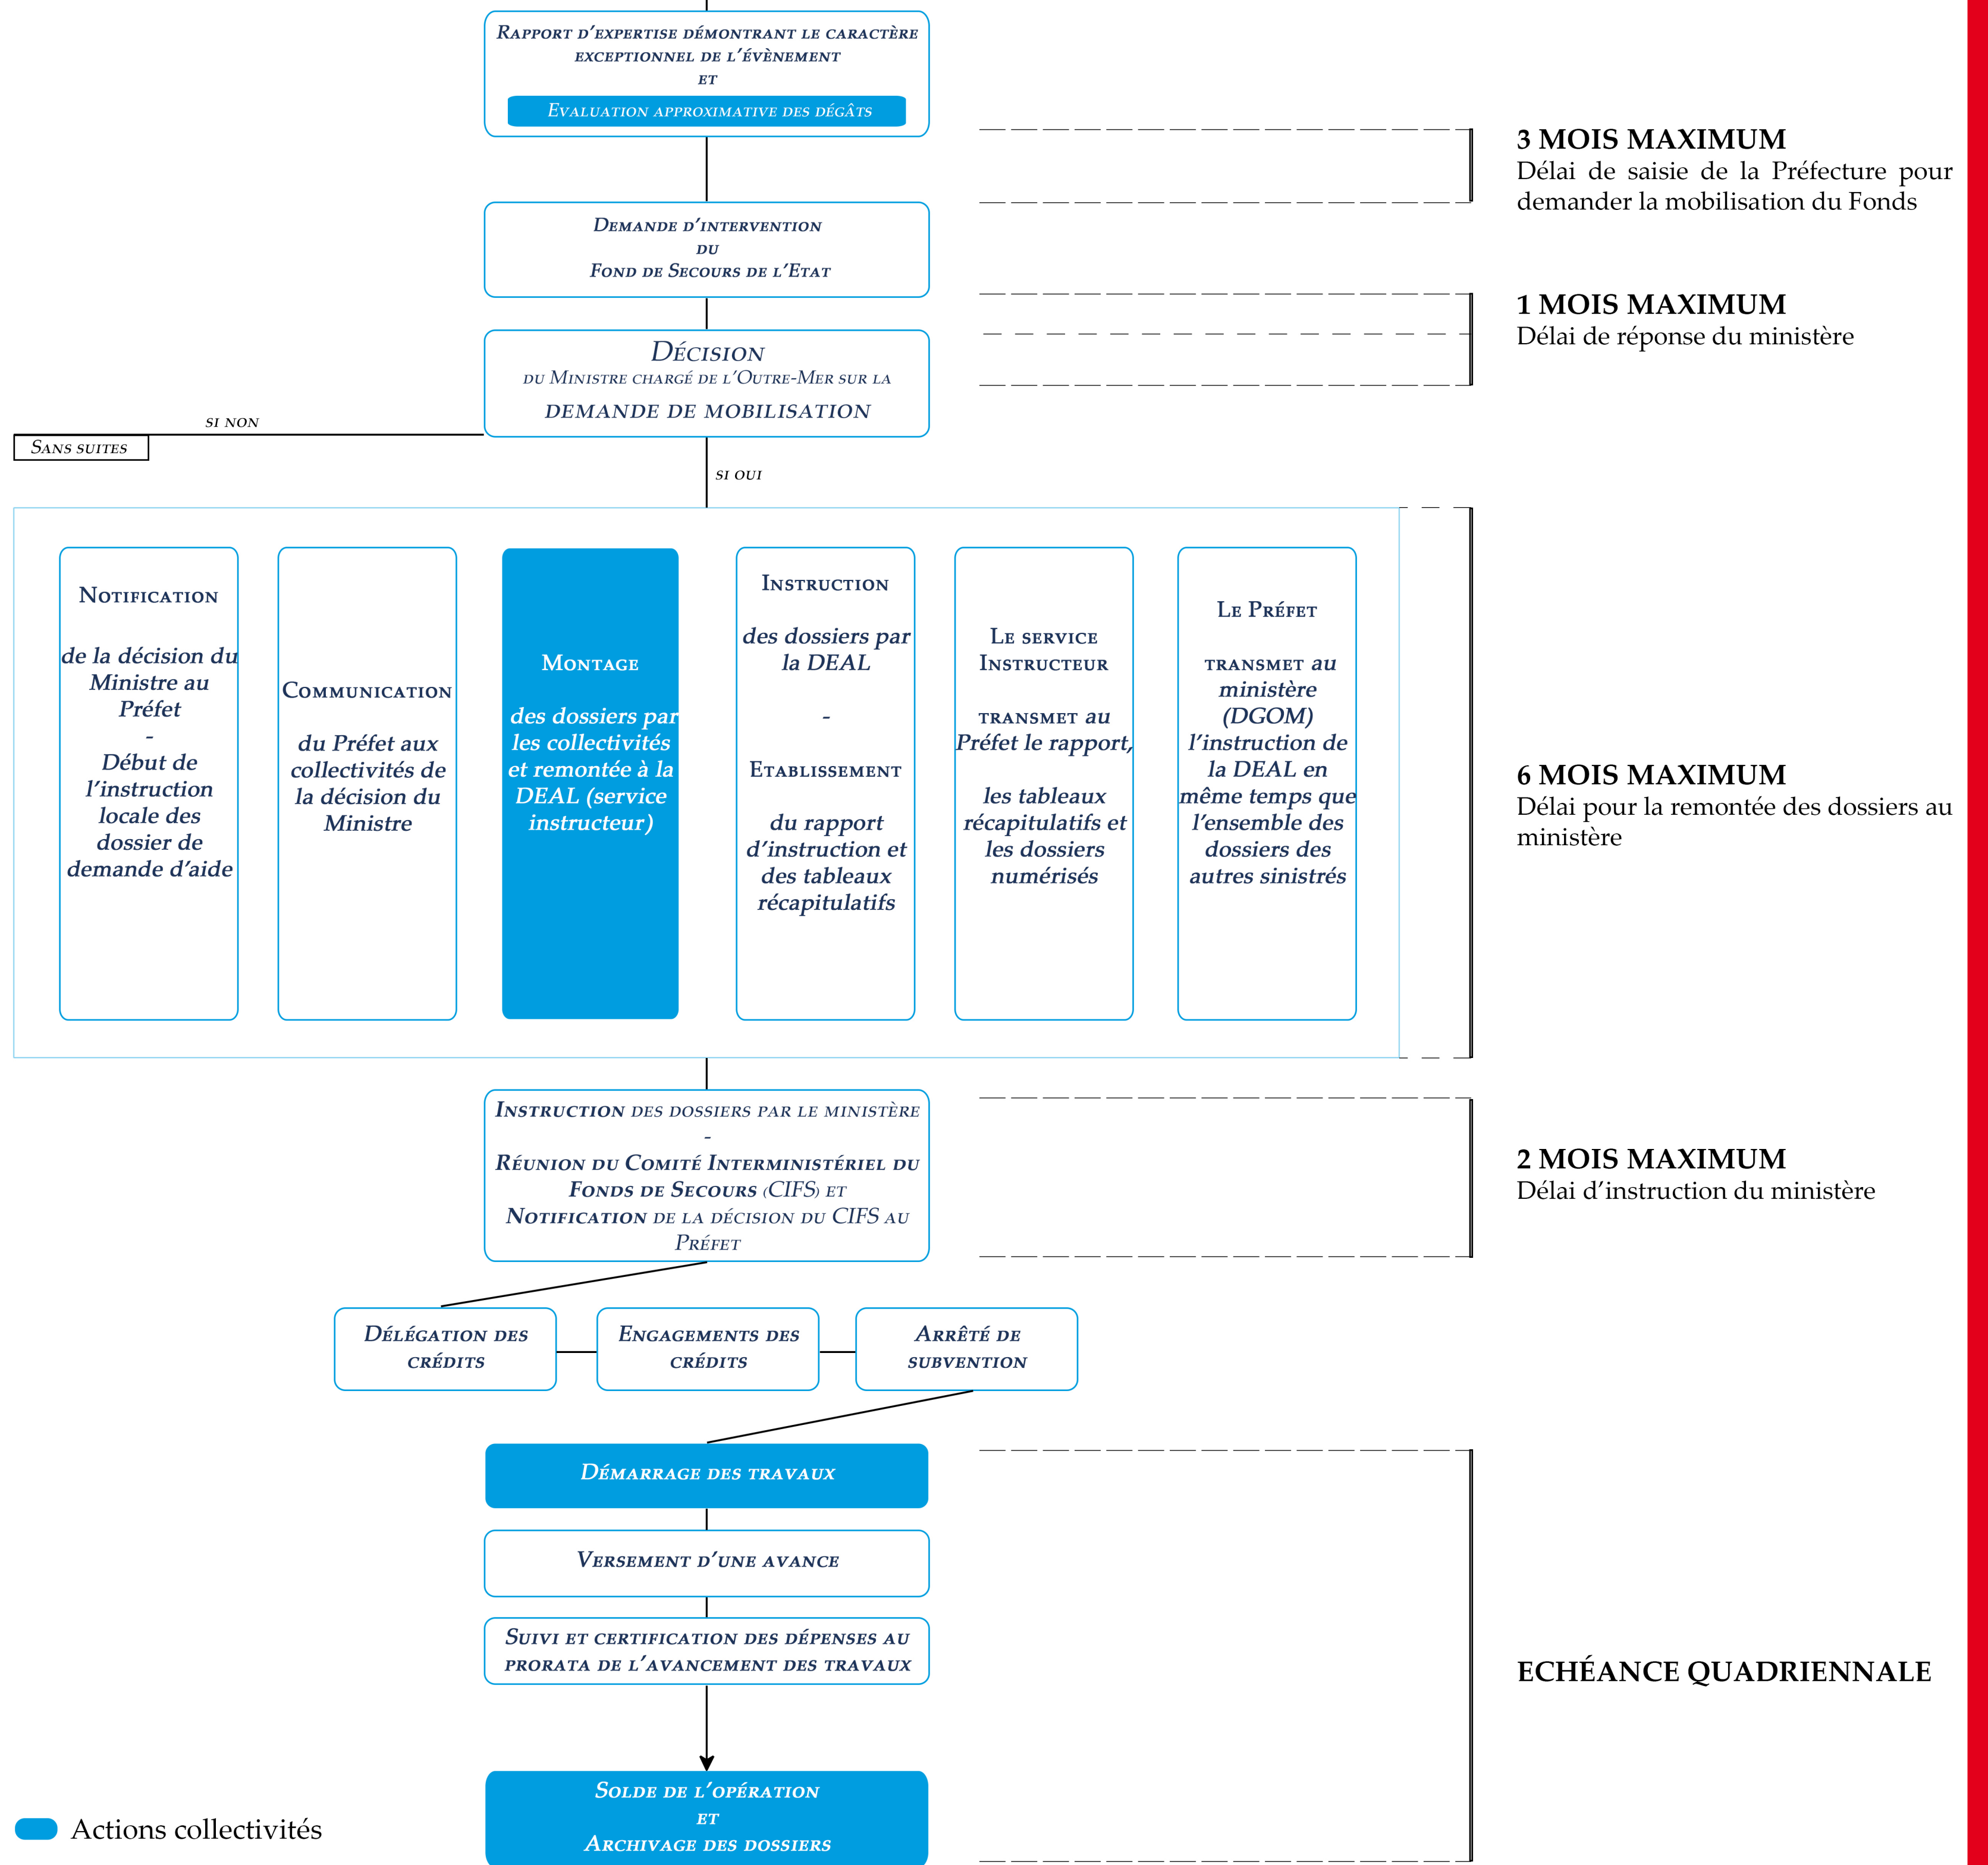 Rapport d'expertise démontrant le caractère
exceptionnel de l'évènement
et
Evaluation approximative des dégâts
3 MOIS MAXIMUM
Délai de saisie de la Préfecture pour
demander la mobilisation du Fonds
Demande d'intervention
du
Fond de Secours de l'Etat
1 MOIS MAXIMUM
Délai de réponse du ministère
Décision
du Ministre chargé de l'Outre-Mer sur la
demande de mobilisation
si non
Sans suites
si oui
Notification
de la décision du
Ministre au
Préfet
-
Début de
l'instruction
locale des
dossier de
demande d'aide
Communication
du Préfet aux
collectivités de
la décision du
Ministre
Montage
des dossiers par
les collectivités
et remontée à la
DEAL (service
instructeur)
Instruction
des dossiers par
la DEAL
-
Etablissement
du rapport
d'instruction et
des tableaux
récapitulatifs
Le service
Instructeur
transmet au
Préfet le rapport,
les tableaux
récapitulatifs et
les dossiers
numérisés
Le Préfet
transmet au
ministère
(DGOM)
l'instruction de
la DEAL en
même temps que
l'ensemble des
dossiers des
autres sinistrés
6 MOIS MAXIMUM
Délai pour la remontée des dossiers au
ministère
Instruction des dossiers par le ministère
-
Réunion du Comité Interministériel du
Fonds de Secours (CIFS) et
Notification de la décision du CIFS au
Préfet
2 MOIS MAXIMUM
Délai d'instruction du ministère
Délégation des
crédits
Engagements des
crédits
Arrêté de
subvention
Démarrage des travaux
Versement d'une avance
Suivi et certification des dépenses au
prorata de l'avancement des travaux
ECHÉANCE QUADRIENNALE
Solde de l'opération
et
Archivage des dossiers
Actions collectivités